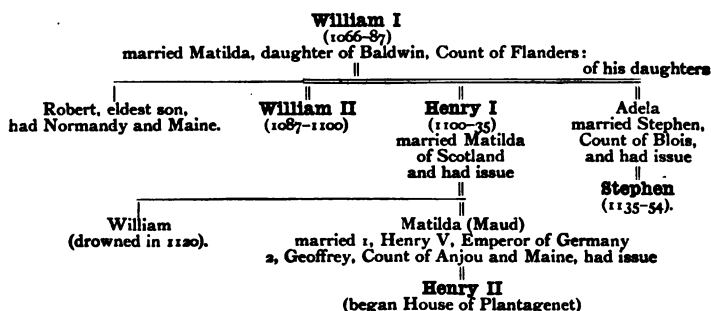 William I
(1066-87)
married Matilda, daughter of Baldwin, Count of Flanders:
of his daughters
Robert, eldest son,
had Normandy and Maine.
William II
(1087-1100)
Henry I
(1100-35)
married Matilda
of Scotland
and had issue
Adela
married Stephen,
Count of Blois,
and had issue
Stephen
(1135-54).
William
(drowned in 1120).
Matilda (Maud)
married 1, Henry V, Emperor of Germany
2, Geoffrey, Count of Anjou and Maine, had issue
Henry II
(began House of Plantagenet)